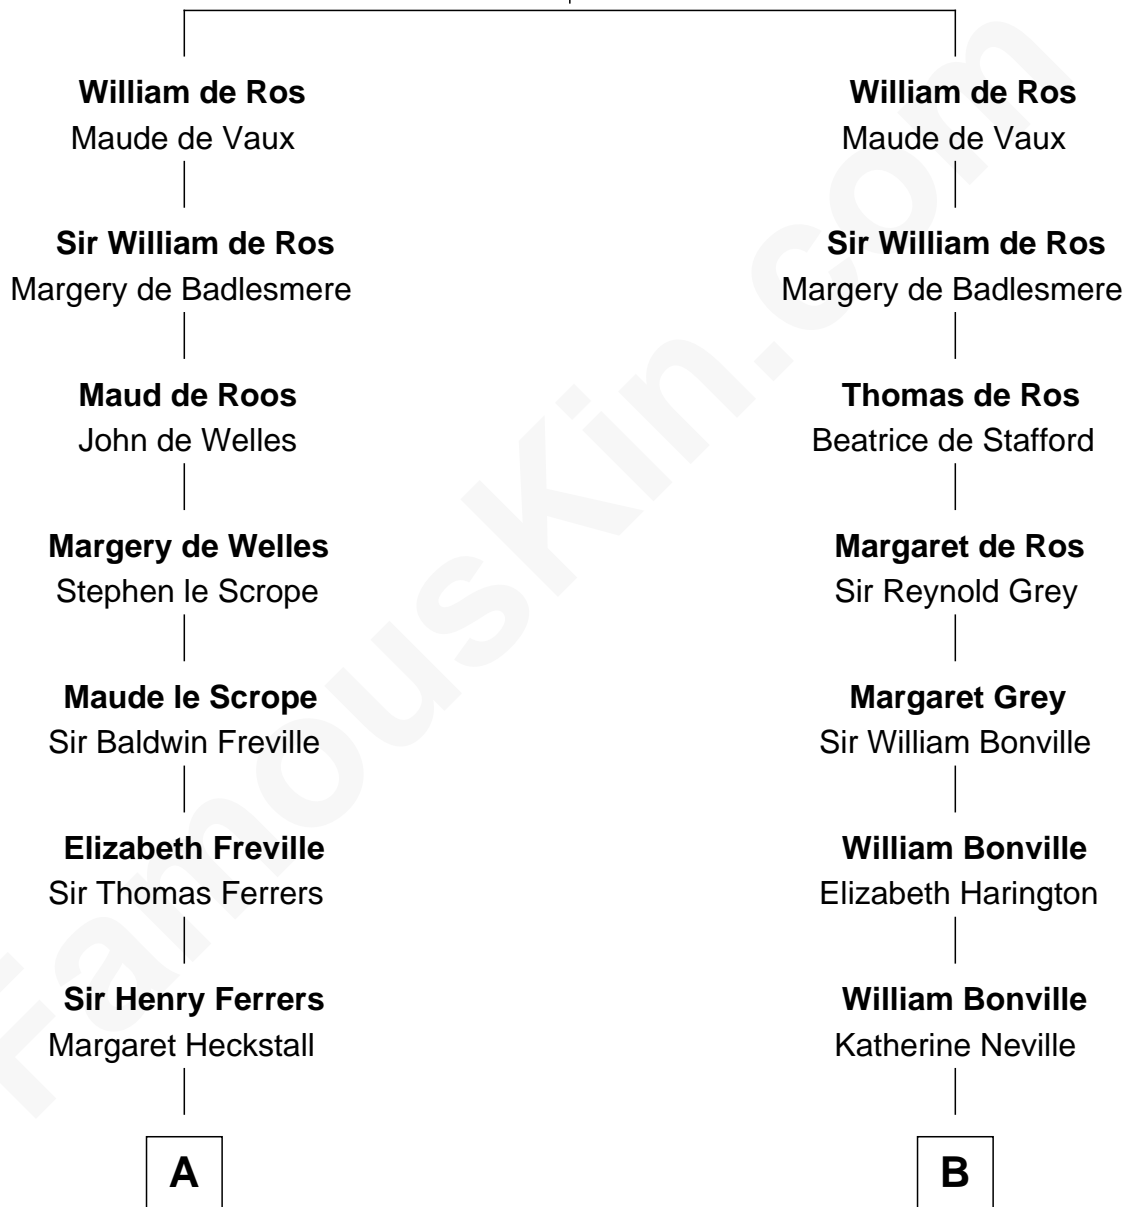 William de Ros
Maude de Vaux
Sir William de Ros
Margery de Badlesmere
Maud de Roos
John de Welles
Margery de Welles
Stephen le Scrope
Maude le Scrope
Sir Baldwin Freville
Elizabeth Freville
Sir Thomas Ferrers
Sir Henry Ferrers
Margaret Heckstall
A
William de Ros
Maude de Vaux
Sir William de Ros
Margery de Badlesmere
Thomas de Ros
Beatrice de Stafford
Margaret de Ros
Sir Reynold Grey
Margaret Grey
Sir William Bonville
William Bonville
Elizabeth Harington
William Bonville
Katherine Neville
B
FamousKin.com